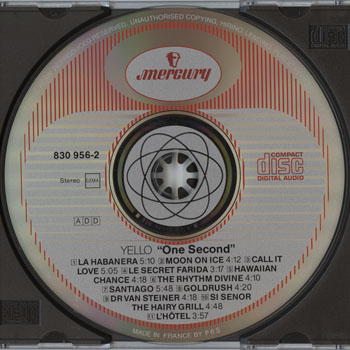 UNAUTHORISED COPYING, HIRING, LENDING
mercury
830 956-2
Stereo
GEMA
ADD
COMPACT
disc
DIGITAL AUDIO
YELLO "One Second"
1 LA HABANERA 5:10 2 MOON ON ICE 4:12 3 CALL IT
LOVE 5:05 4 LE SECRET FARIDA 3:17 5 HAWAIIAN
CHANCE 4:18 6 THE RHYTHM DIVINE 4:10
7 SANTIAGO 5:48 8 GOLDRUSH 4:20
9 DR VAN STEINER 4:18 10 SI SENOR
THE HAIRY GRILL 4:48
11 L'HÔTEL 3:57
MADE IN FRANCE BY